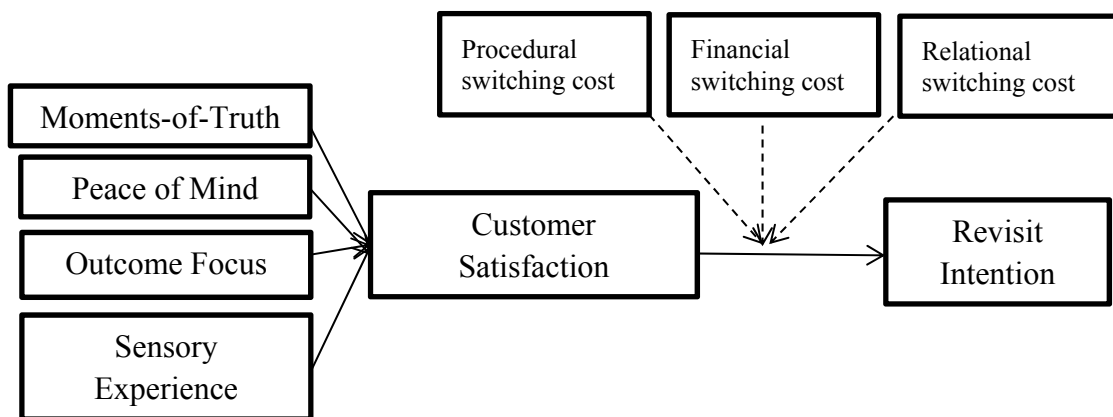 Procedural
switching cost
Financial
switching cost
Relational
switching cost
Moments-of-Truth
Peace of Mind
Outcome Focus
Sensory
Experience
Customer
Satisfaction
Revisit
Intention